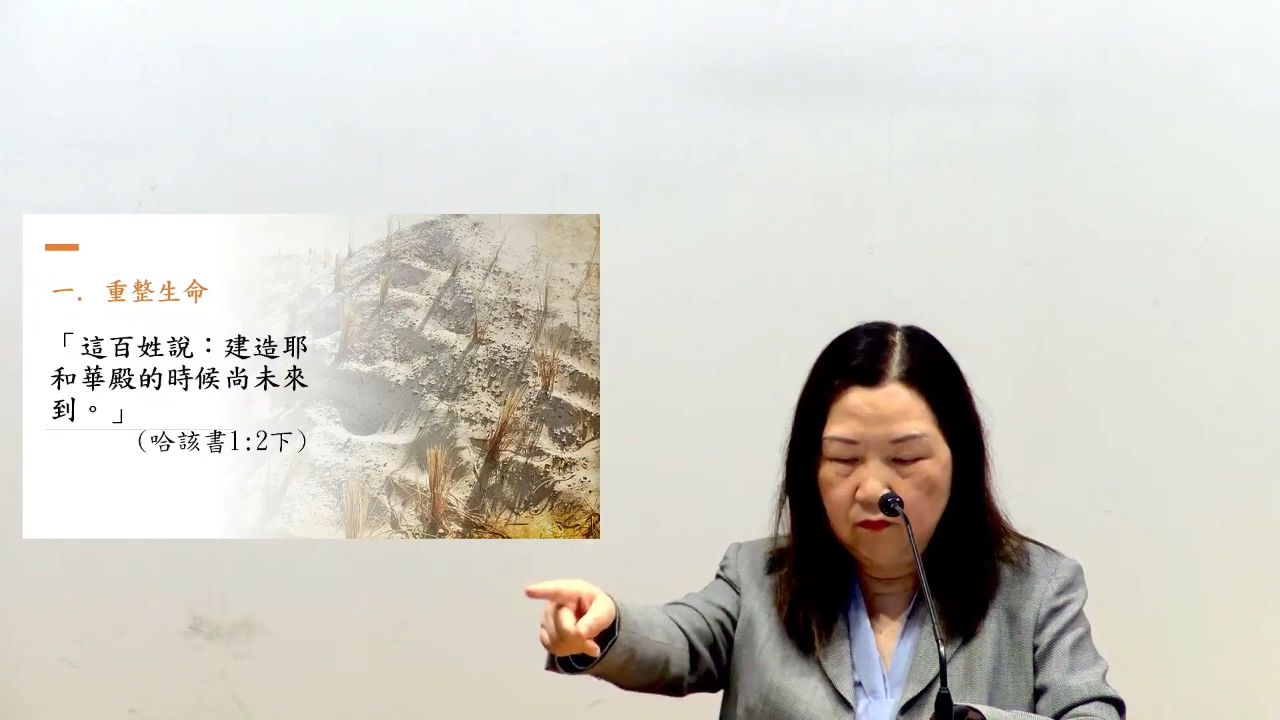 一. 重整生命
「這百姓說：建造耶
和華殿的時候尚未來
到。」
(哈該書1:2下)